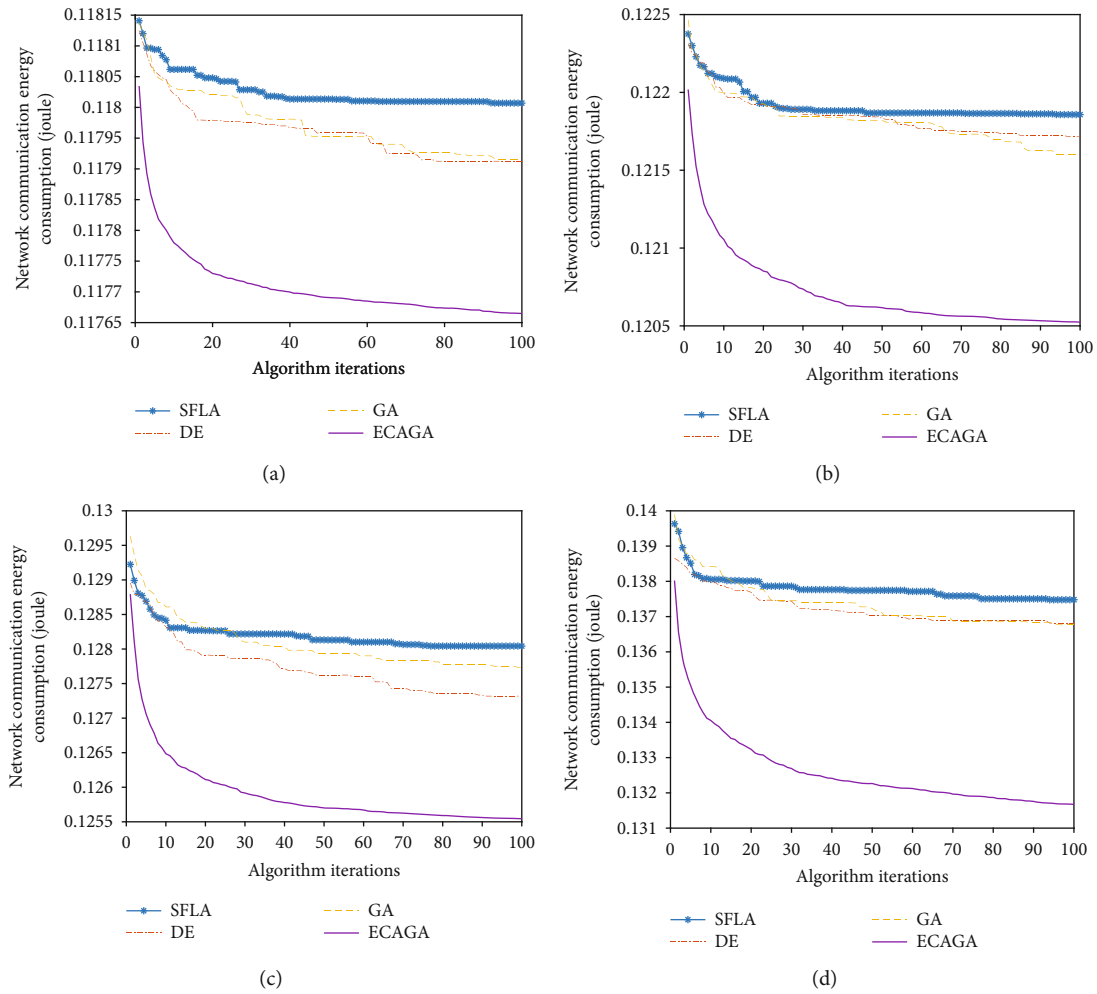 Network communication energy
consumption (joule)
0.11815
0.1181
0.11805
0.118
0.11795
0.1179
0.11785
0.1178
0.11775
0.1177
0.11765
0 20 40 60 80 100
Algorithm iterations
SFLA GA
DE ECAGA
(a)
Network communication energy
consumption (joule)
0.1225
0.122
0.1215
0.121
0.1205
0 10 20 30 40 50 60 70 80 90 100
Algorithm iterations
SFLA GA
DE ECAGA
(b)
Network communication energy
consumption (joule)
0.13
0.1295
0.129
0.1285
0.128
0.1275
0.127
0.1265
0.126
0.1255
0 10 20 30 40 50 60 70 80 90 100
Algorithm iterations
SFLA GA
DE ECAGA
(c)
Network communication energy
consumption (joule)
0.14
0.139
0.138
0.137
0.136
0.135
0.134
0.133
0.132
0.131
0 10 20 30 40 50 60 70 80 90 100
Algorithm iterations
SFLA GA
DE ECAGA
(d)